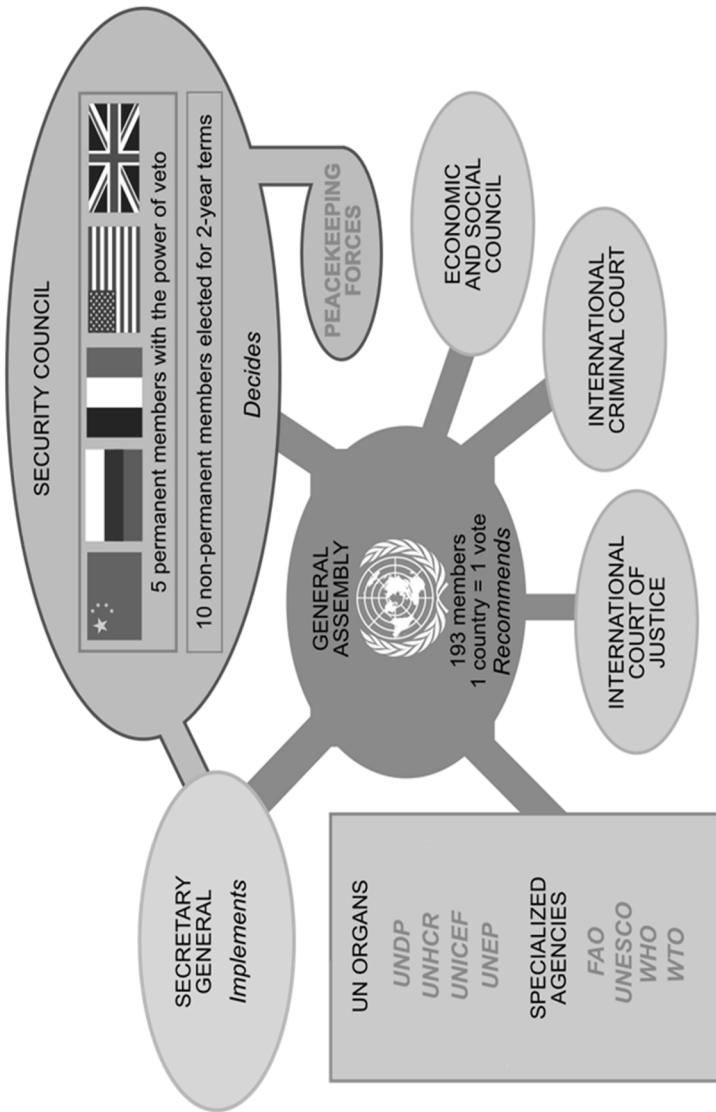 SECURITY COUNCIL
5 permanent members with the power of veto
10 non-permanent members elected for 2-year terms
Decides
PEACEKEEPING
FORCES
SECRETARY
GENERAL
Implements
GENERAL
ASSEMBLY
193 members
1 country = 1 vote
Recommends
UN ORGANS
UNDP
UNHCR
UNICEF
UNEP
SPECIALIZED
AGENCIES
FAO
UNESCO
WHO
WTO
INTERNATIONAL
COURT OF
JUSTICE
INTERNATIONAL
CRIMINAL COURT
ECONOMIC
AND SOCIAL
COUNCIL